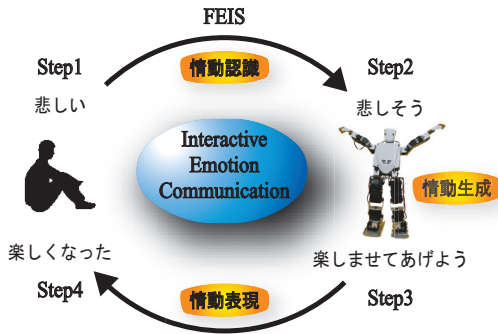 FEIS
Step1
情動認識
Step2
悲しい
悲しそう
Interactive
Emotion
Communication
情動生成
楽しくなった
楽しませてあげよう
Step4
情動表現
Step3